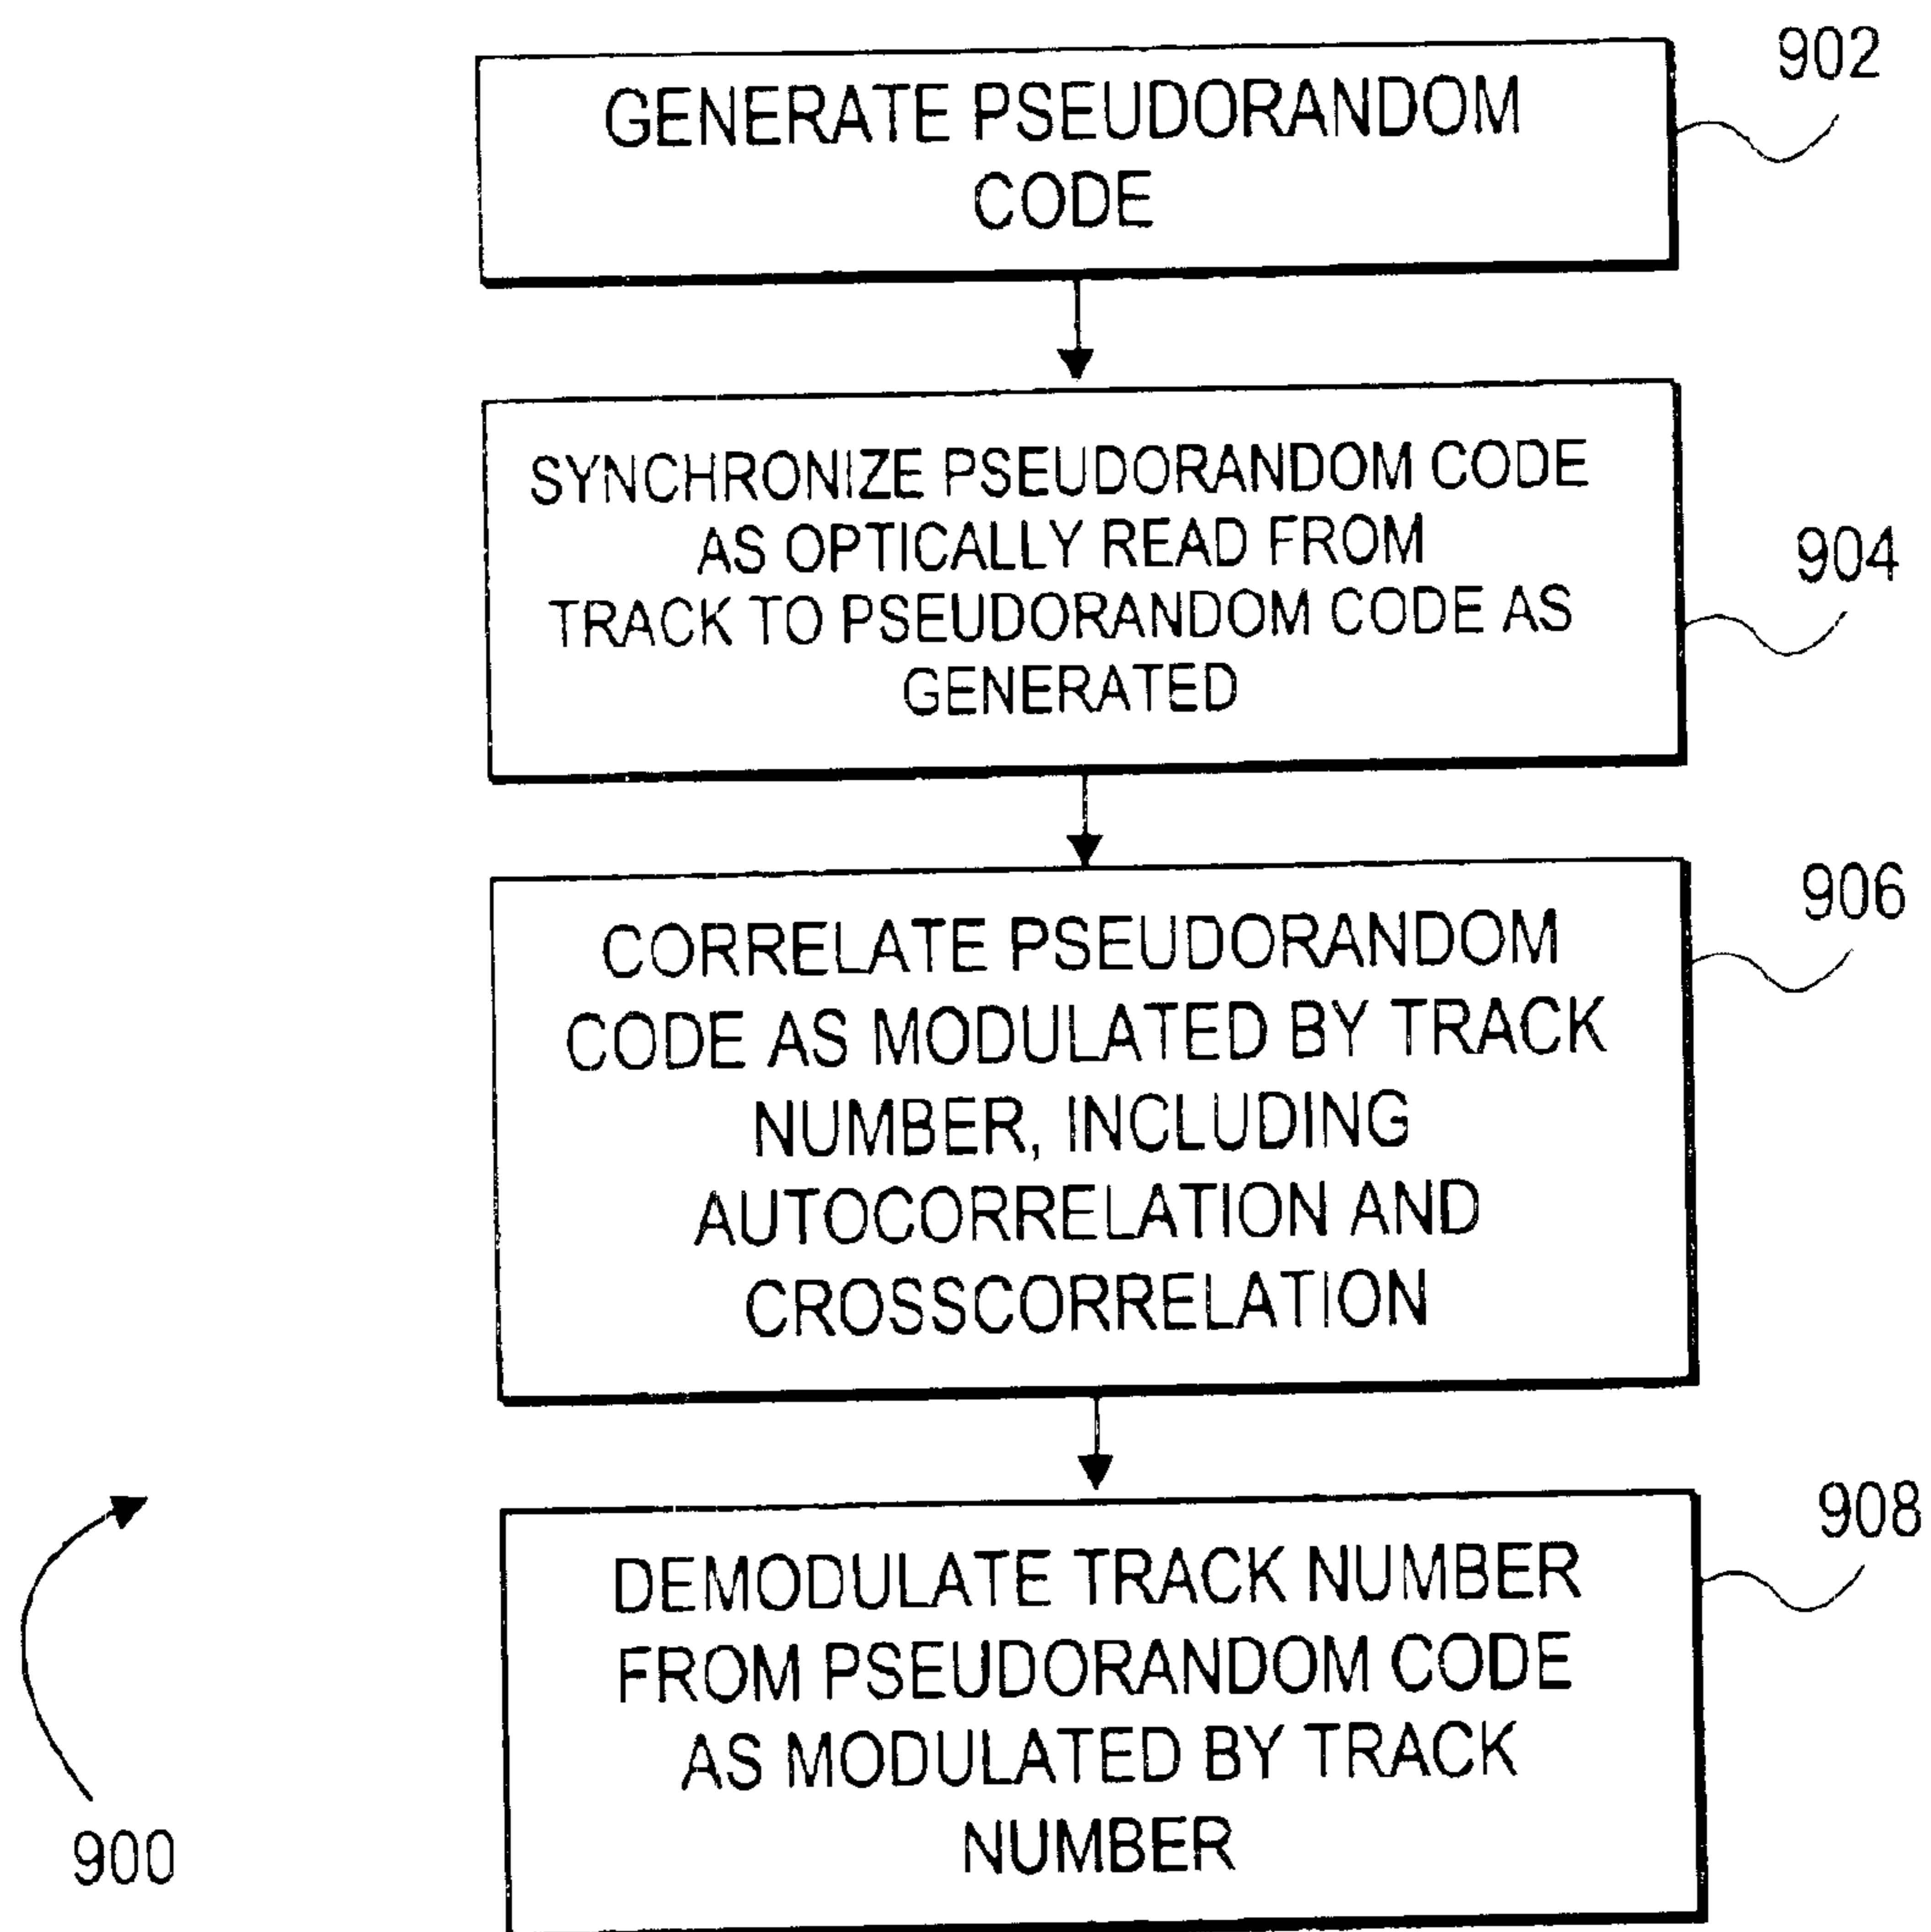 902
GENERATE PSEUDORANDOM
CODE
904
SYNCHRONIZE PSEUDORANDOM CODE
AS OPTICALLY READ FROM
TRACK TO PSEUDORANDOM CODE AS
GENERATED
906
CORRELATE PSEUDORANDOM
CODE AS MODULATED BY TRACK
NUMBER, INCLUDING
AUTOCORRELATION AND
CROSSCORRELATION
908
DEMODULATE TRACK NUMBER
FROM PSEUDORANDOM CODE
AS MODULATED BY TRACK
NUMBER
900